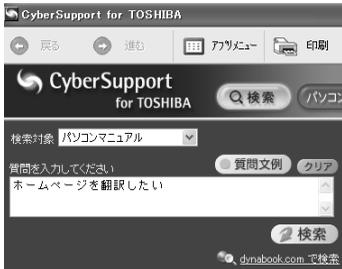 CyberSupport for TOSHIBA
戻る 進む アプリメニュー 印刷
CyberSupport
for TOSHIBA
検索 パソコ
検索対象 パソコンマニュアル
質問を入力してください 質問文例 クリア
ホームページを翻訳したい
検索
dynabook.com で検索